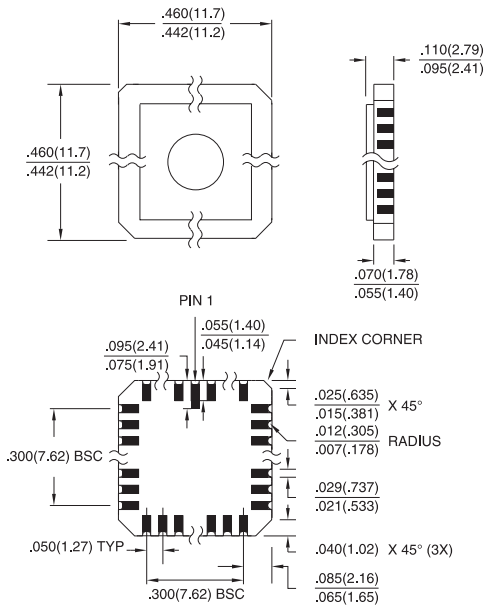 .460(11.7)
.442(11.2)
.110(2.79)
.095(2.41)
.460(11.7)
.442(11.2)
.070(1.78)
.055(1.40)
PIN 1
.055(1.40)
.045(1.14)
.095(2.41)
.075(1.91)
INDEX CORNER
.025(.635)
.015(.381)
X 45°
.012(.305)
.007(.178)
RADIUS
.300(7.62) BSC
.029(.737)
.021(.533)
.050(1.27) TYP
.040(1.02) X 45° (3X)
.300(7.62) BSC
.085(2.16)
.065(1.65)